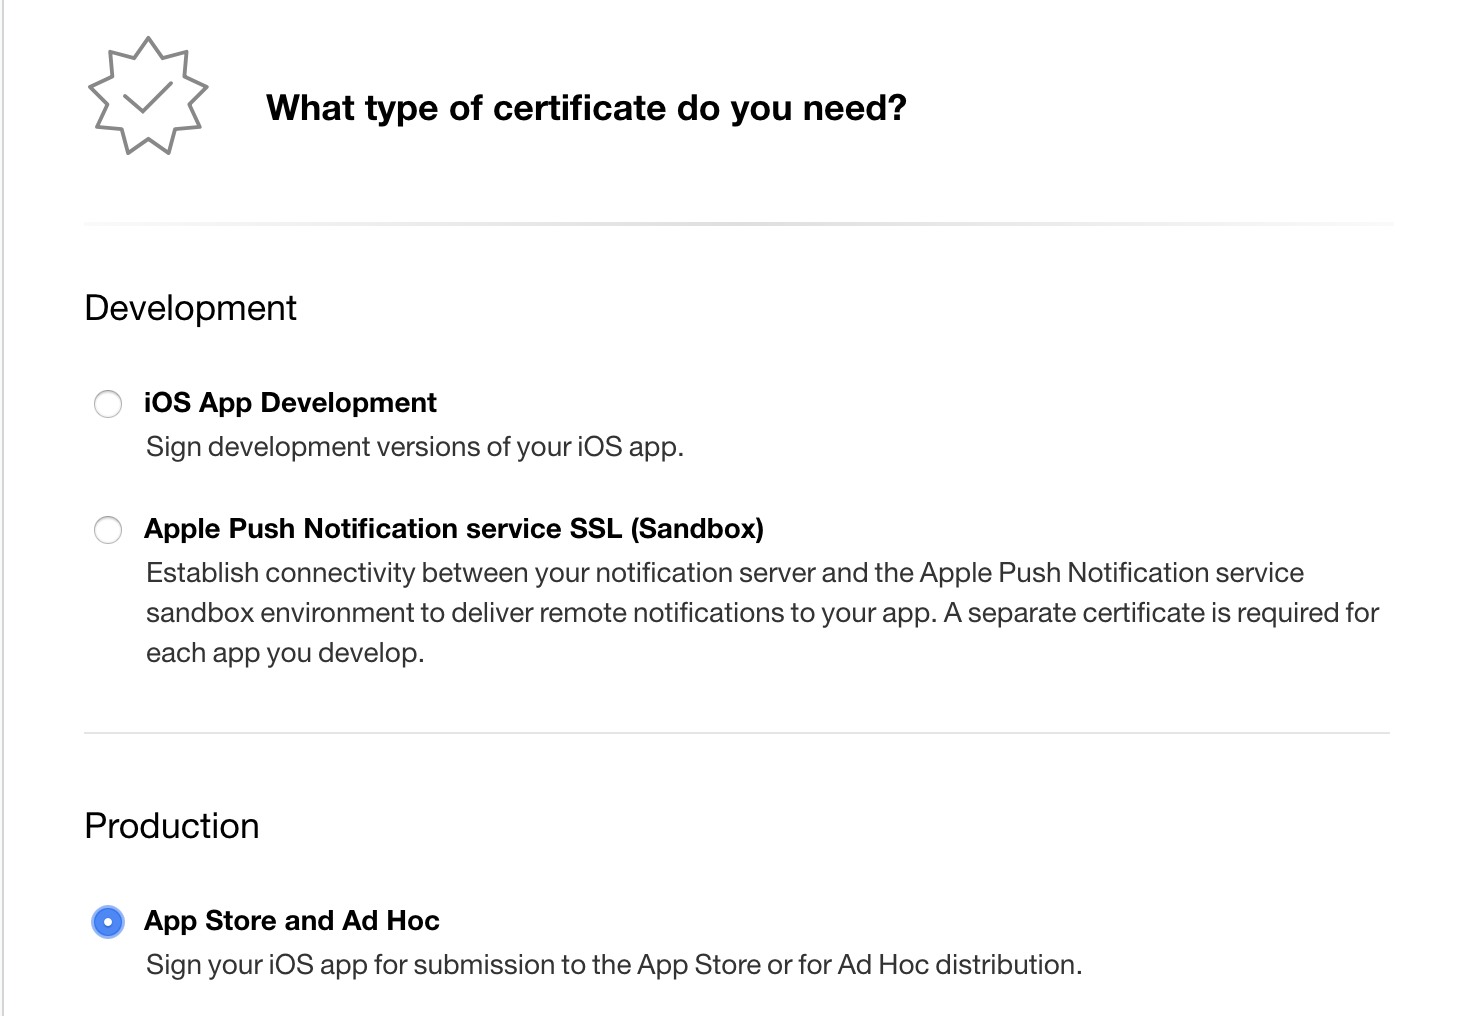 What type of certificate do you need?
Development
iOS App Development
Sign development versions of your iOS app.
Apple Push Notification service SSL (Sandbox)
Establish connectivity between your notification server and the Apple Push Notification service
sandbox environment to deliver remote notifications to your app. A separate certificate is required for
each app you develop.
Production
App Store and Ad Hoc
Sign your iOS app for submission to the App Store or for Ad Hoc distribution.